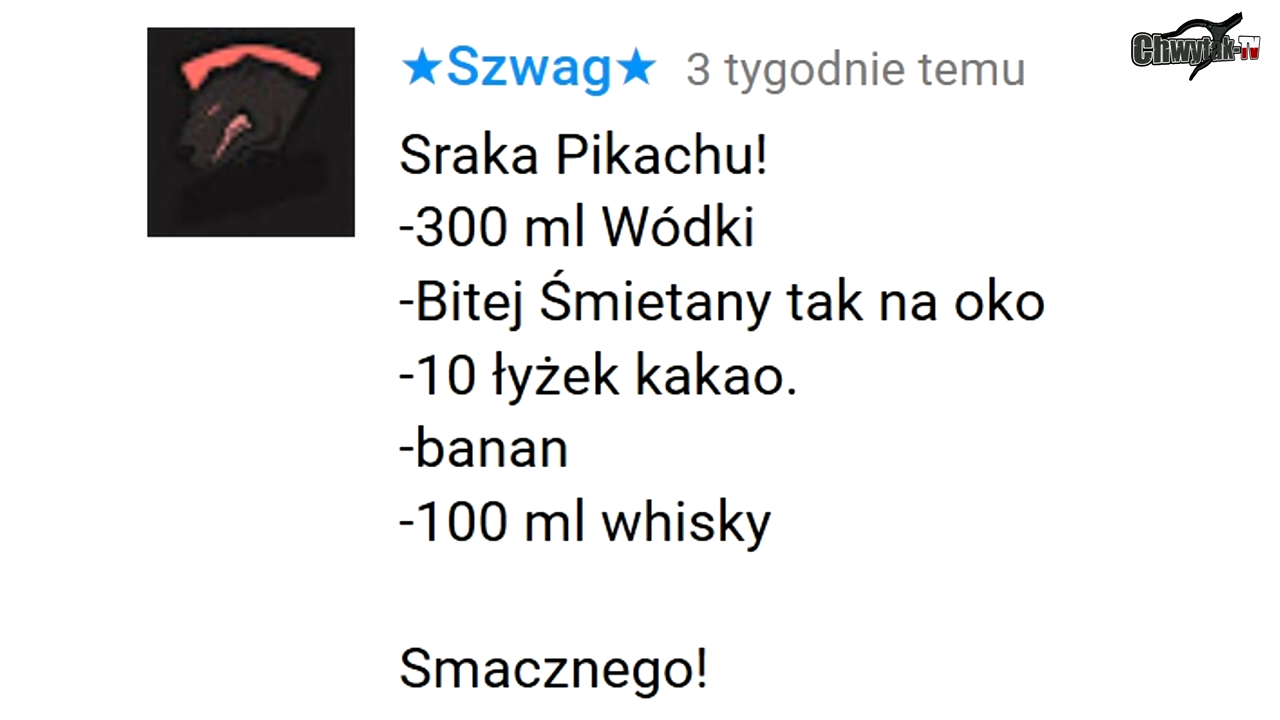 ★Szwag★ 3 tygodnie temu
Chwytak-TV
Sraka Pikachu!
-300 ml Wódki
-Bitej Śmietany tak na oko
-10 łyżek kakao.
-banan
-100 ml whisky
Smacznego!